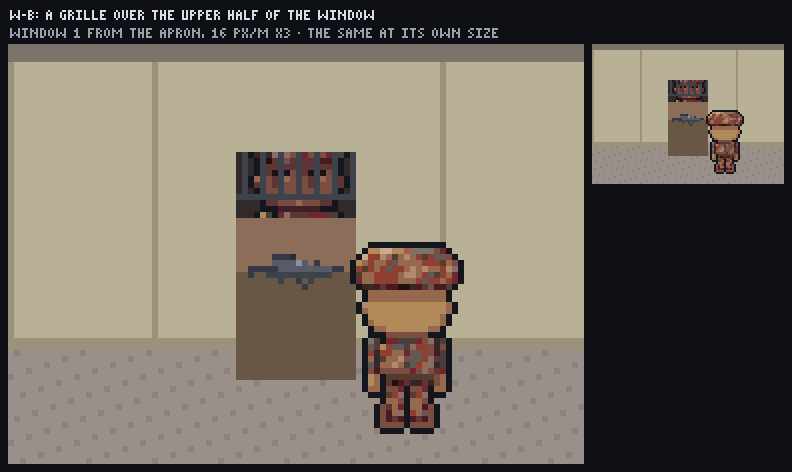 W-B: A GRILLE OVER THE UPPER HALF OF THE WINDOW
WINDOW 1 FROM THE APRON. 16 PX/M X3 · THE SAME AT ITS OWN SIZE